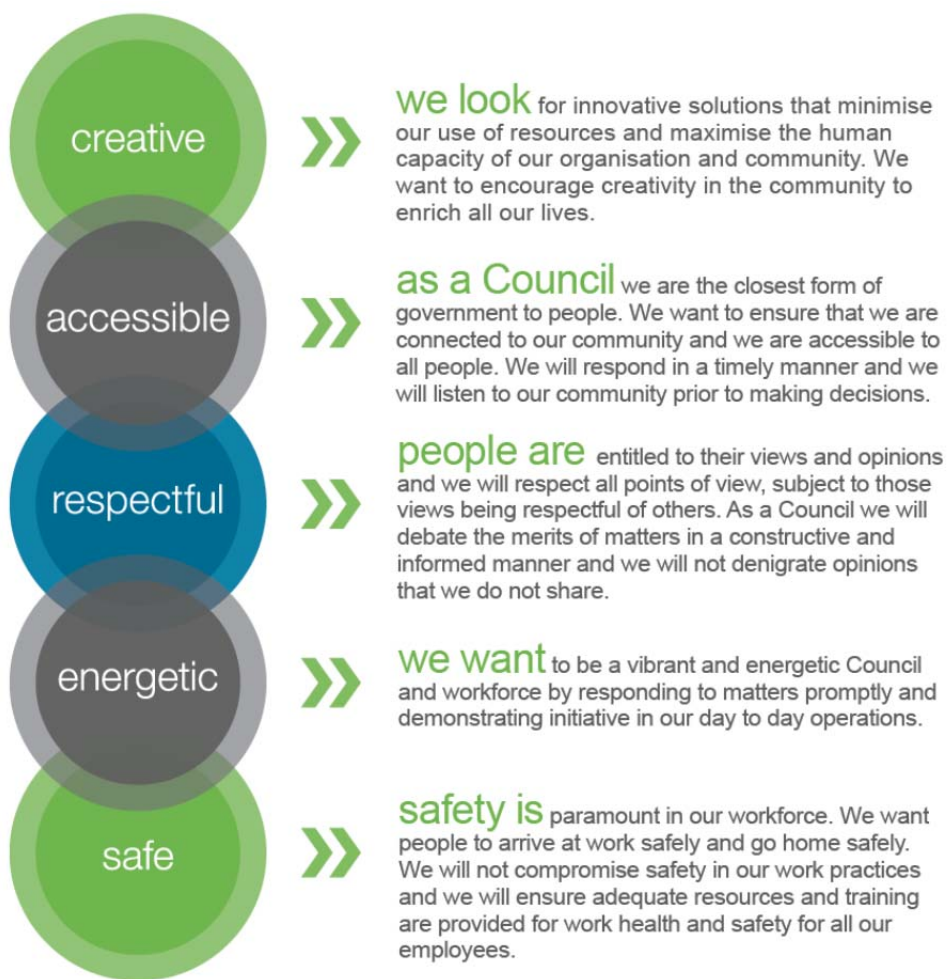 creative
we look for innovative solutions that minimise
our use of resources and maximise the human
capacity of our organisation and community. We
want to encourage creativity in the community to
enrich all our lives.
accessible
as a Council we are the closest form of
government to people. We want to ensure that we are
connected to our community and we are accessible to
all people. We will respond in a timely manner and we
will listen to our community prior to making decisions.
respectful
people are entitled to their views and opinions
and we will respect all points of view, subject to those
views being respectful of others. As a Council we will
debate the merits of matters in a constructive and
informed manner and we will not denigrate opinions
that we do not share.
energetic
we want to be a vibrant and energetic Council
and workforce by responding to matters promptly and
demonstrating initiative in our day to day operations.
safe
safety is paramount in our workforce. We want
people to arrive at work safely and go home safely.
We will not compromise safety in our work practices
and we will ensure adequate resources and training
are provided for work health and safety for all our
employees.